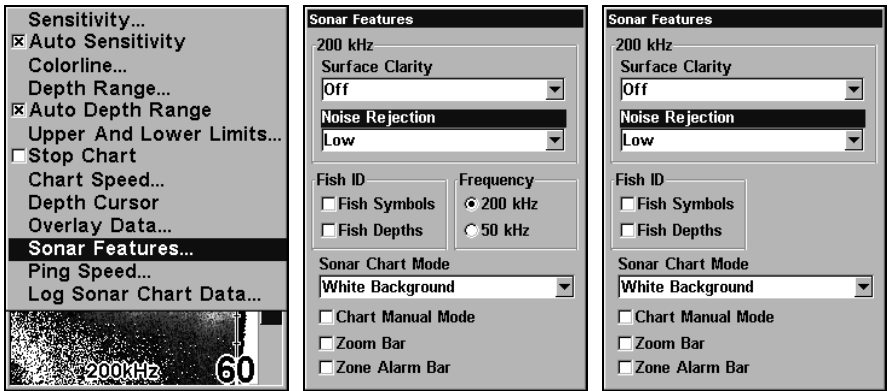 Sensitivity...
Auto Sensitivity
Colorline...
Depth Range...
Auto Depth Range
Upper And Lower Limits...
Stop Chart
Chart Speed...
Depth Cursor
Overlay Data...
Sonar Features...
Ping Speed...
Log Sonar Chart Data...
200kHz
60
Sonar Features
200 kHz
Surface Clarity
Off
Noise Rejection
Low
Fish ID
Frequency
Fish Symbols
200 kHz
Fish Depths
50 kHz
Sonar Chart Mode
White Background
Chart Manual Mode
Zoom Bar
Zone Alarm Bar
Sonar Features
200 kHz
Surface Clarity
Off
Noise Rejection
Low
Fish ID
Fish Symbols
Fish Depths
Sonar Chart Mode
White Background
Chart Manual Mode
Zoom Bar
Zone Alarm Bar